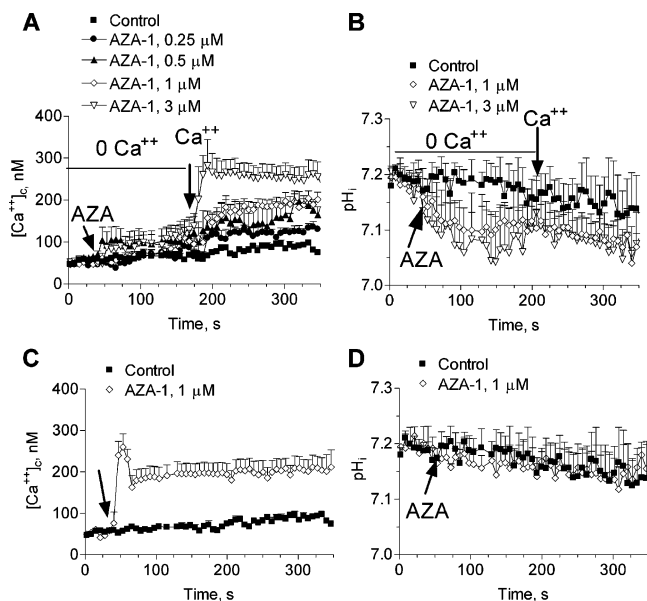 A
Control
AZA-1, 0.25 μM
AZA-1, 0.5 μM
AZA-1, 1 μM
AZA-1, 3 μM
[Ca++]c, nM
400
300
200
100
0
0 Ca++
Ca++
AZA
0 100 200 300
Time, s
B
Control
AZA-1, 1 μM
AZA-1, 3 μM
pHi
7.3
7.2
7.1
7.0
0 Ca++
Ca++
AZA
0 100 200 300
Time, s
C
Control
AZA-1, 1 μM
[Ca++]c, nM
400
300
200
100
0
0 100 200 300
Time, s
D
Control
AZA-1, 1 μM
pHi
7.3
7.2
7.1
7.0
AZA
0 100 200 300
Time, s